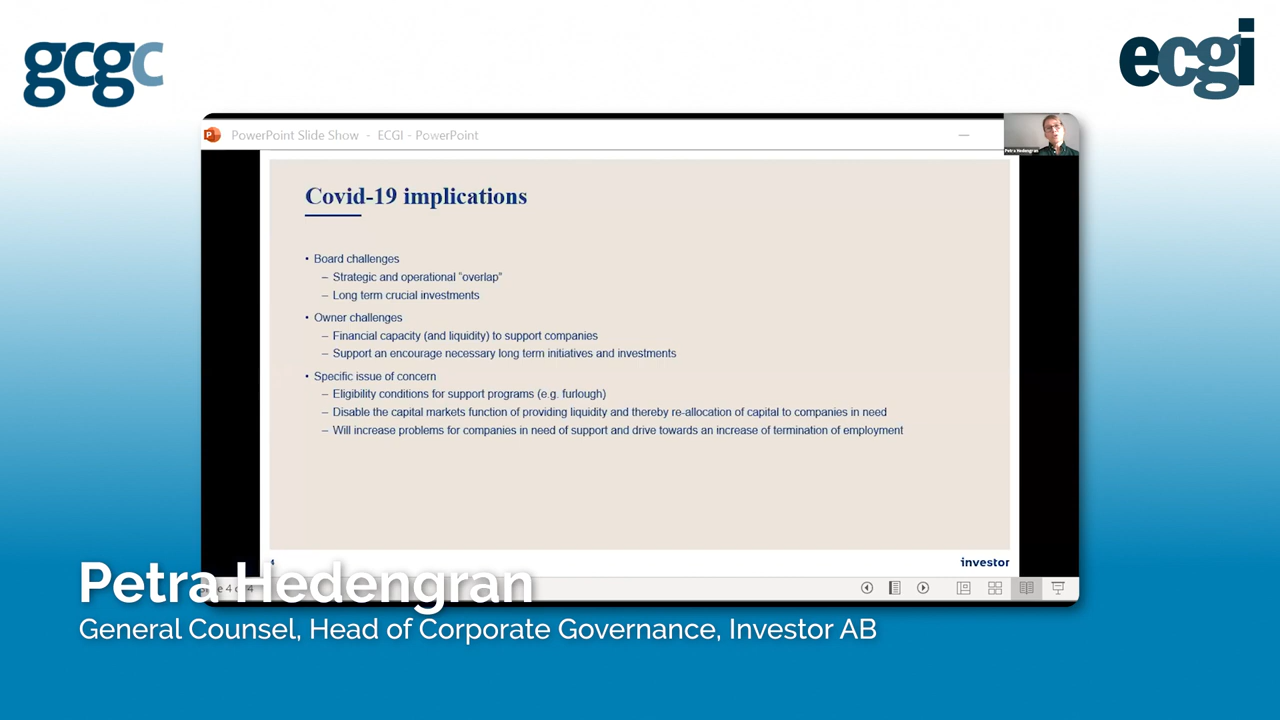 gcgc
ecgi
PowerPoint Slide Show - ECGI - PowerPoint
Petra Hedengran
Covid-19 implications
• Board challenges
– Strategic and operational "overlap"
– Long term crucial investments
• Owner challenges
– Financial capacity (and liquidity) to support companies
– Support an encourage necessary long term initiatives and investments
• Specific issue of concern
– Eligibility conditions for support programs (e.g. furlough)
– Disable the capital markets function of providing liquidity and thereby re-allocation of capital to companies in need
– Will increase problems for companies in need of support and drive towards an increase of termination of employment
4
investor
Petra Hedengran
General Counsel, Head of Corporate Governance, Investor AB